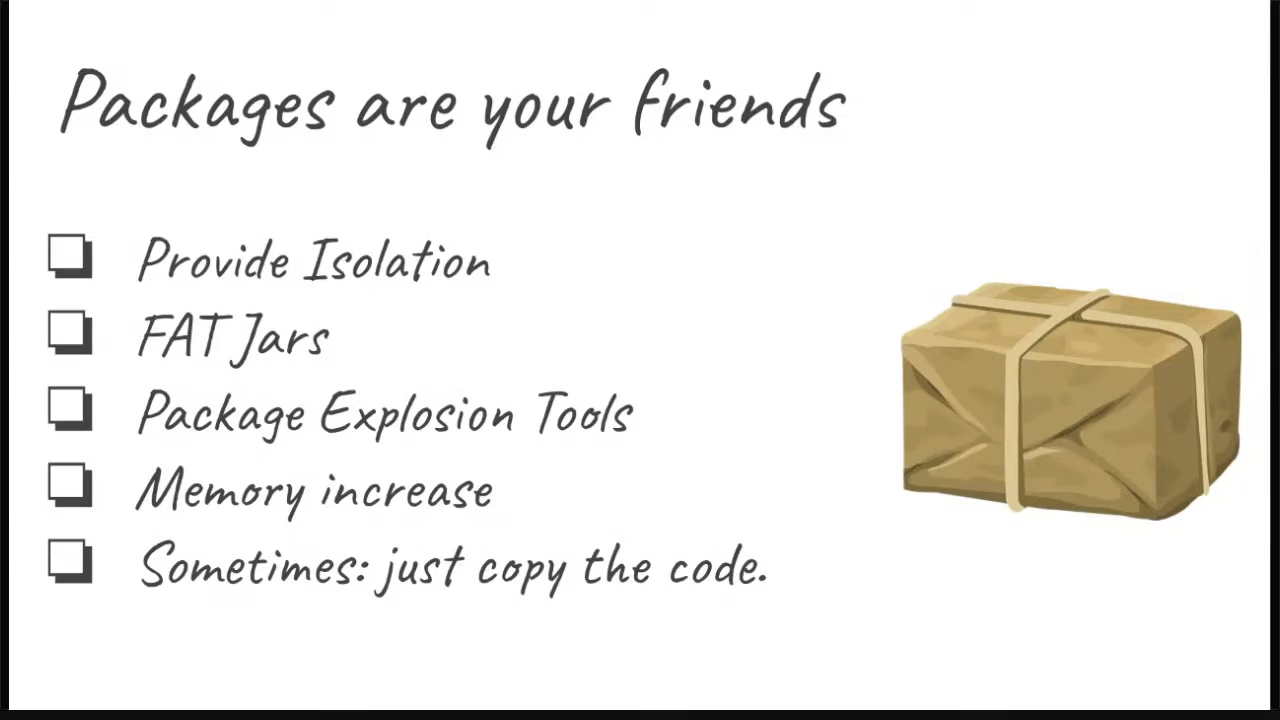 Packages are your friends
Provide Isolation
FAT Jars
Package Explosion Tools
Memory increase
Sometimes: just copy the code.